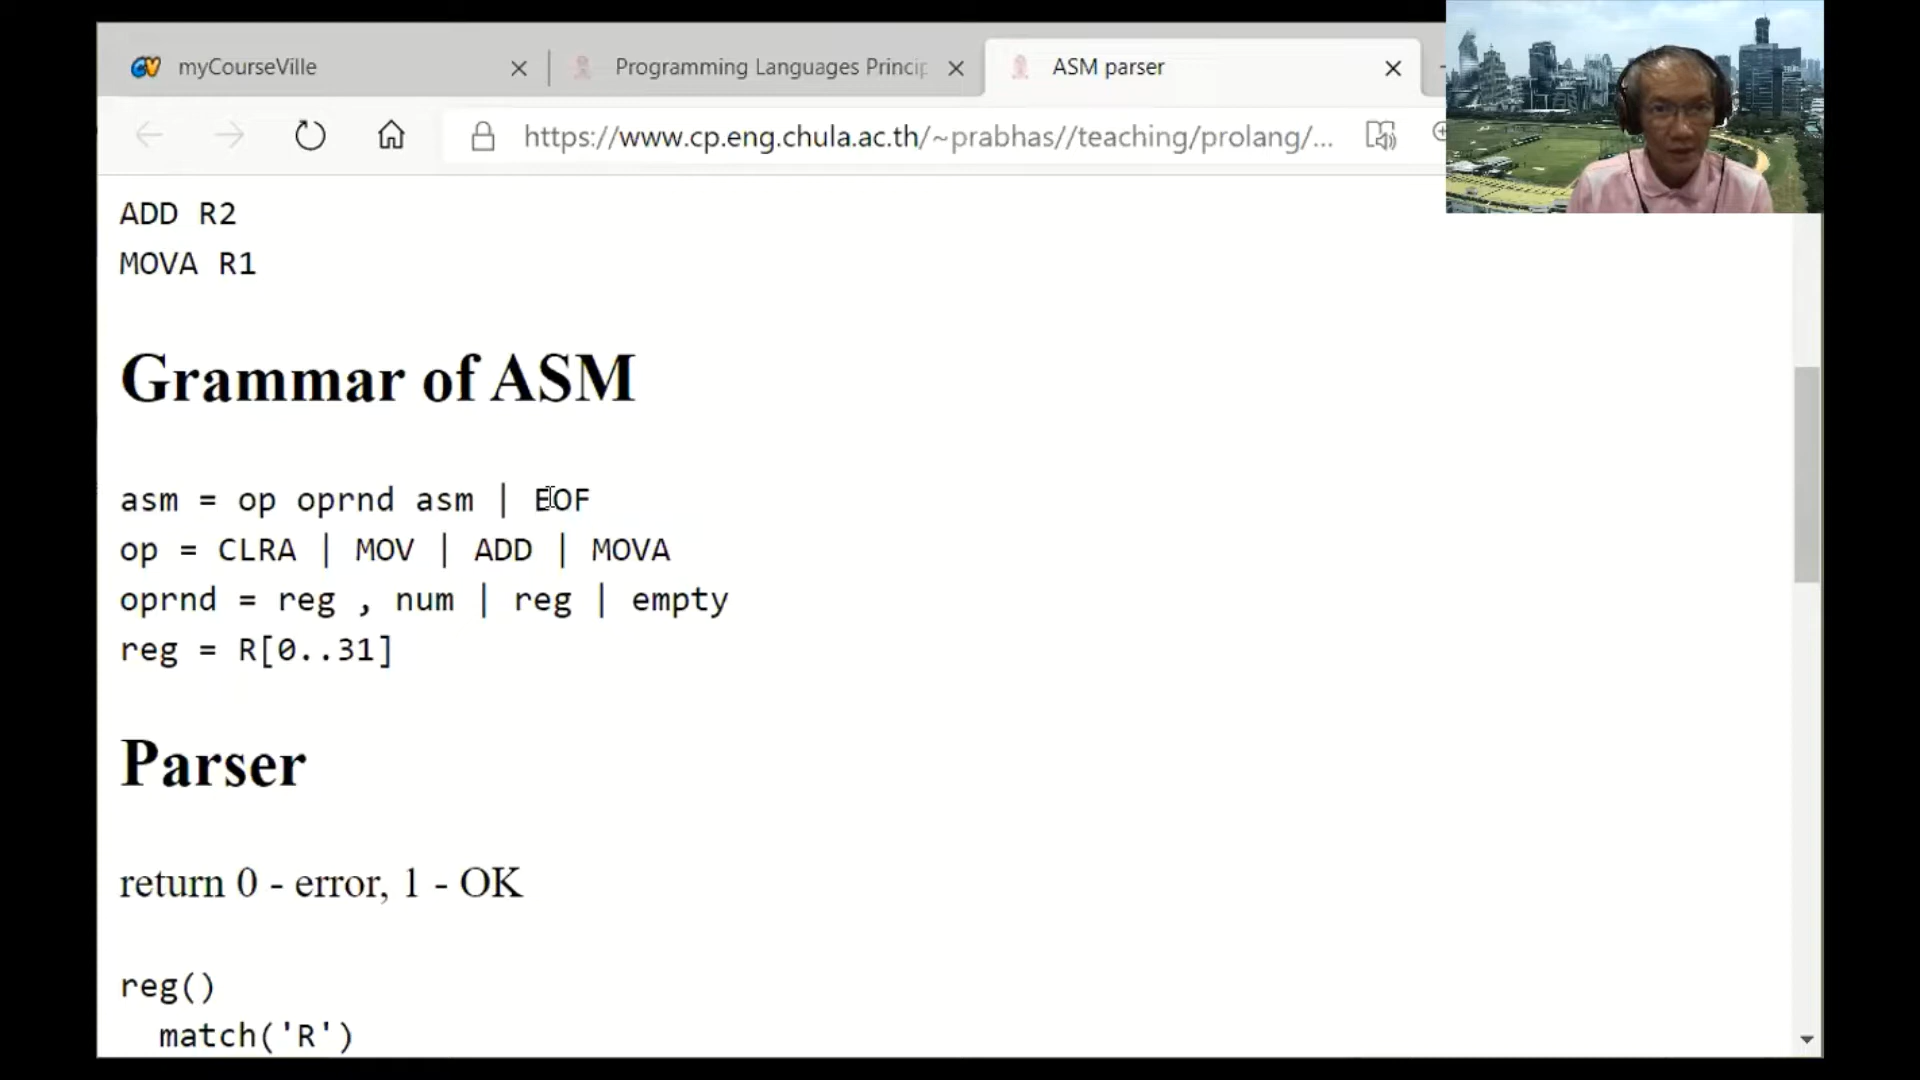 myCourseVille
Programming Languages Princip
ASM parser
https://www.cp.eng.chula.ac.th/~prabhas//teaching/prolang/...
ADD R2
MOVA R1
Grammar of ASM
asm = op oprnd asm | EOF
op = CLRA | MOV | ADD | MOVA
oprnd = reg , num | reg | empty
reg = R[0..31]
Parser
return 0 - error, 1 - OK
reg()
match('R')